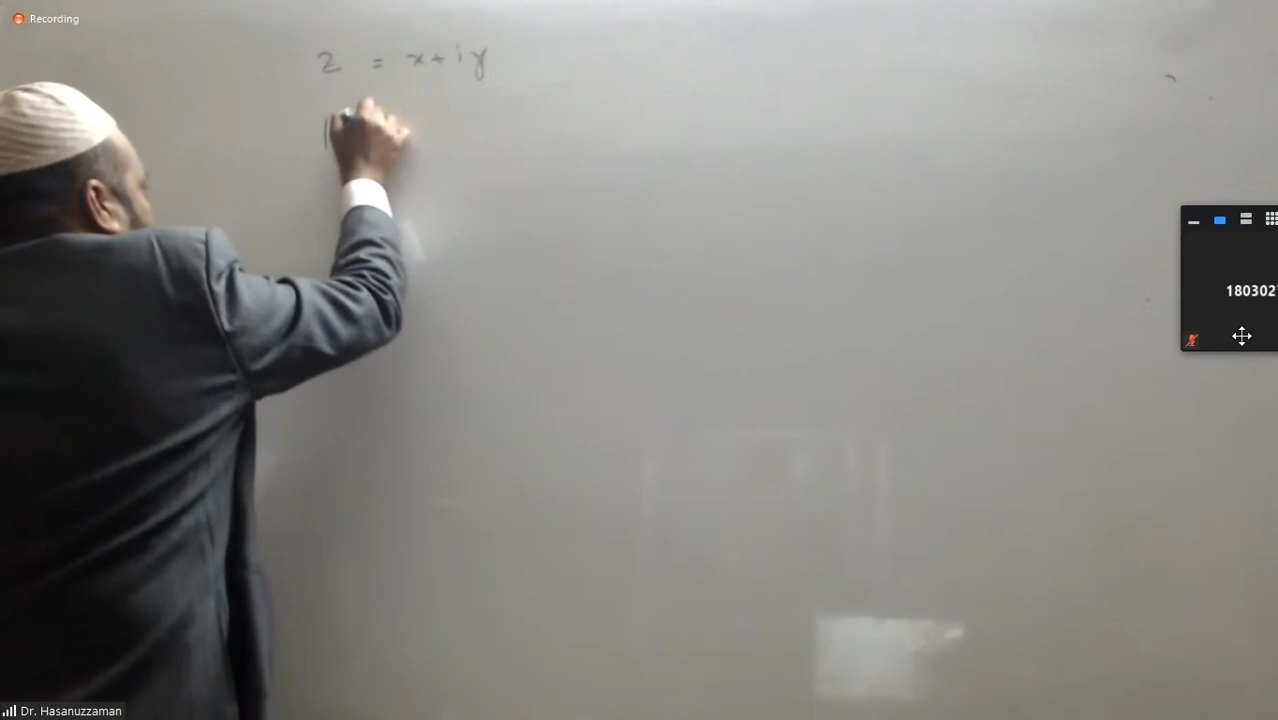 Recording
z = x + iy
|
180302
Dr. Hasanuzzaman